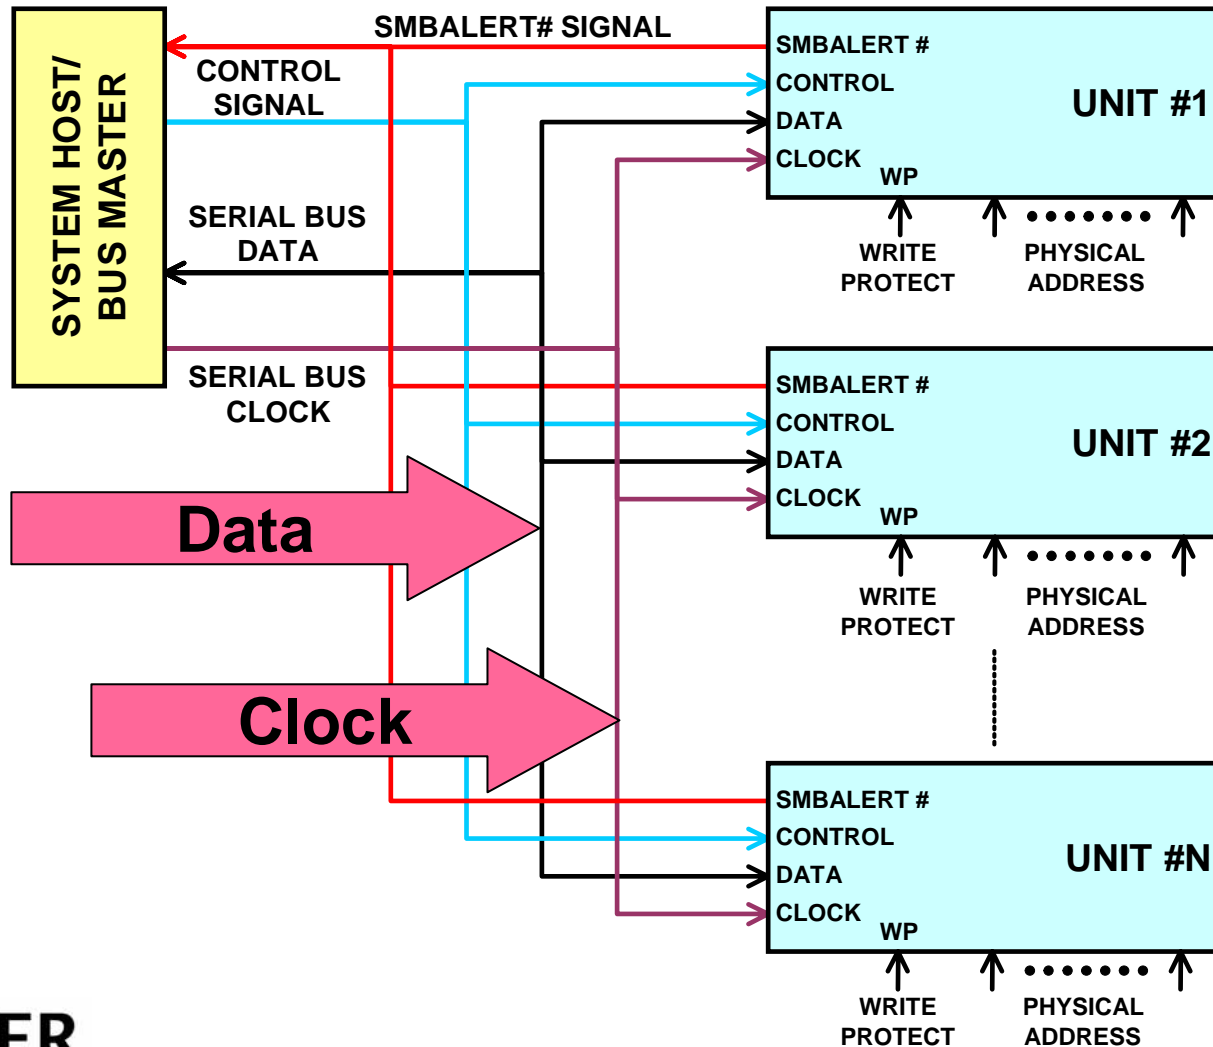 SYSTEM HOST/
BUS MASTER
SMBALERT# SIGNAL
CONTROL
SIGNAL
SERIAL BUS
DATA
SERIAL BUS
CLOCK
SMBALERT #
CONTROL
DATA
CLOCK
WP
UNIT #1
WRITE
PROTECT
PHYSICAL
ADDRESS
SMBALERT #
CONTROL
DATA
CLOCK
WP
UNIT #2
WRITE
PROTECT
PHYSICAL
ADDRESS
Data
Clock
SMBALERT #
CONTROL
DATA
CLOCK
WP
UNIT #N
WRITE
PROTECT
PHYSICAL
ADDRESS